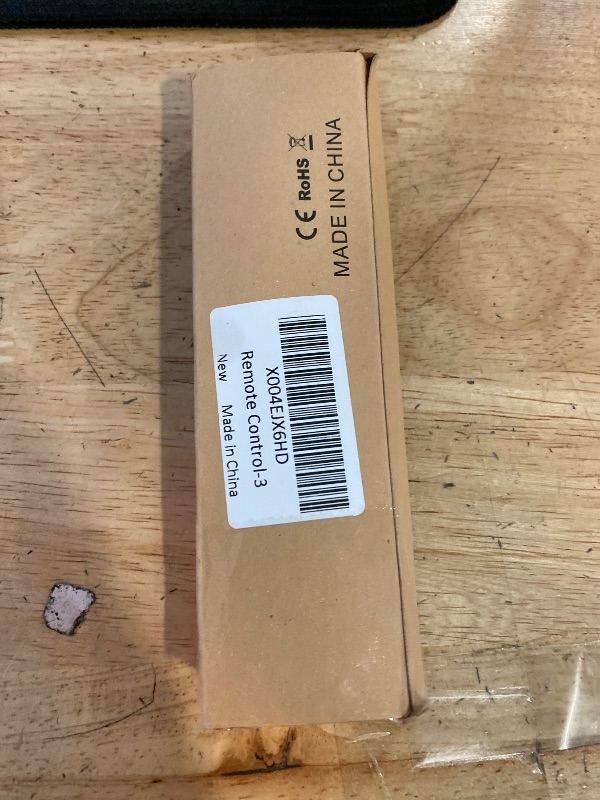 CE RoHS
MADE IN CHINA
X004EJX6HD
Remote Control-3
New Made in China